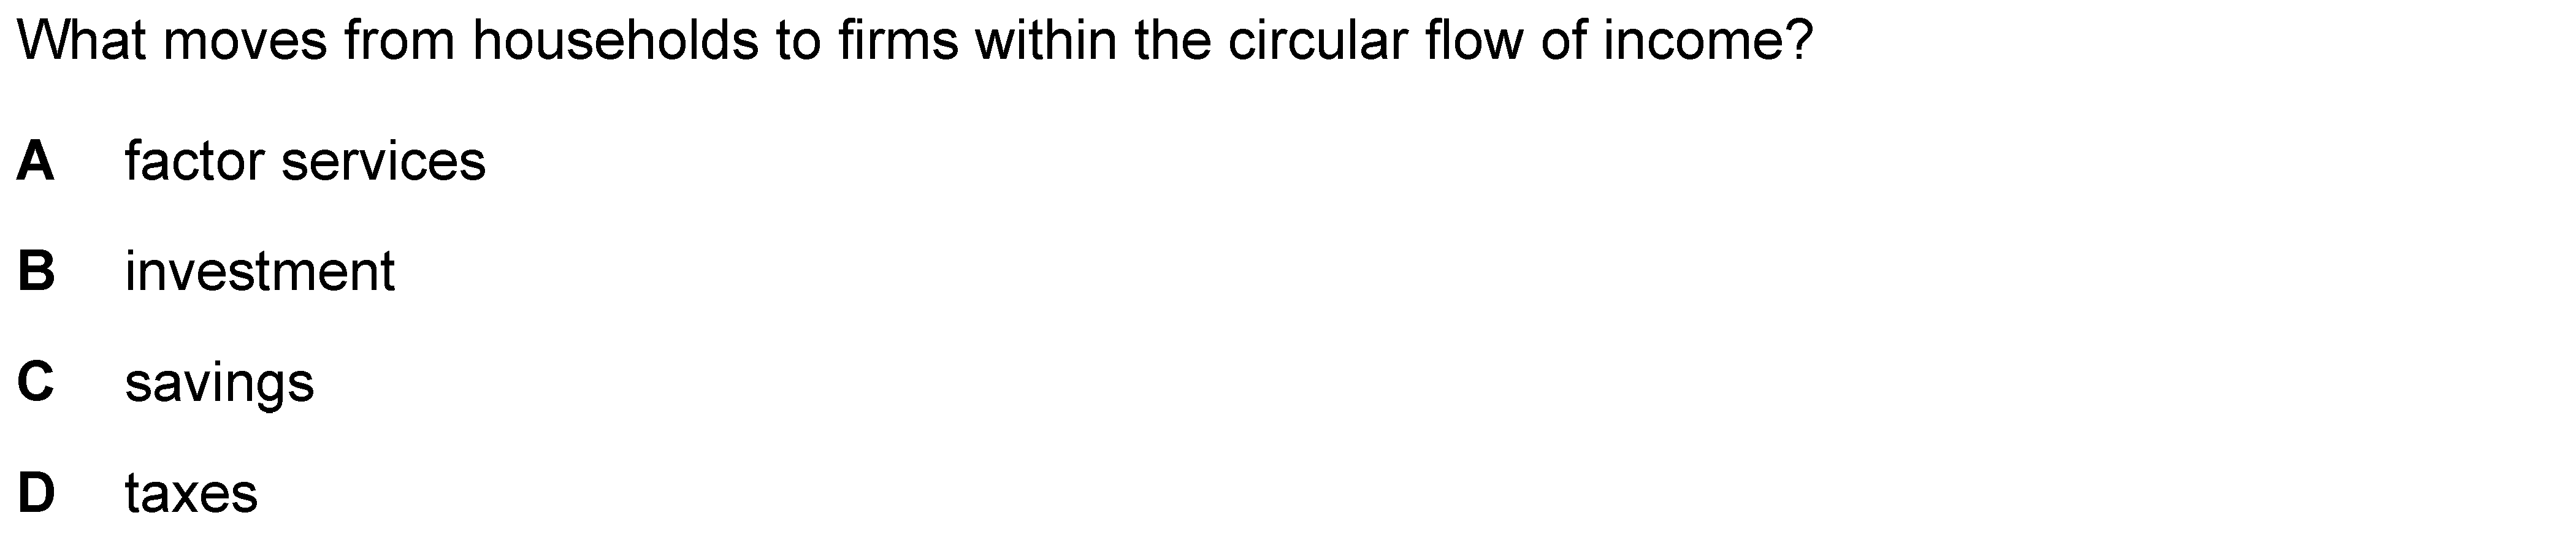 What moves from households to firms within the circular flow of income?
A factor services
B investment
C savings
D taxes